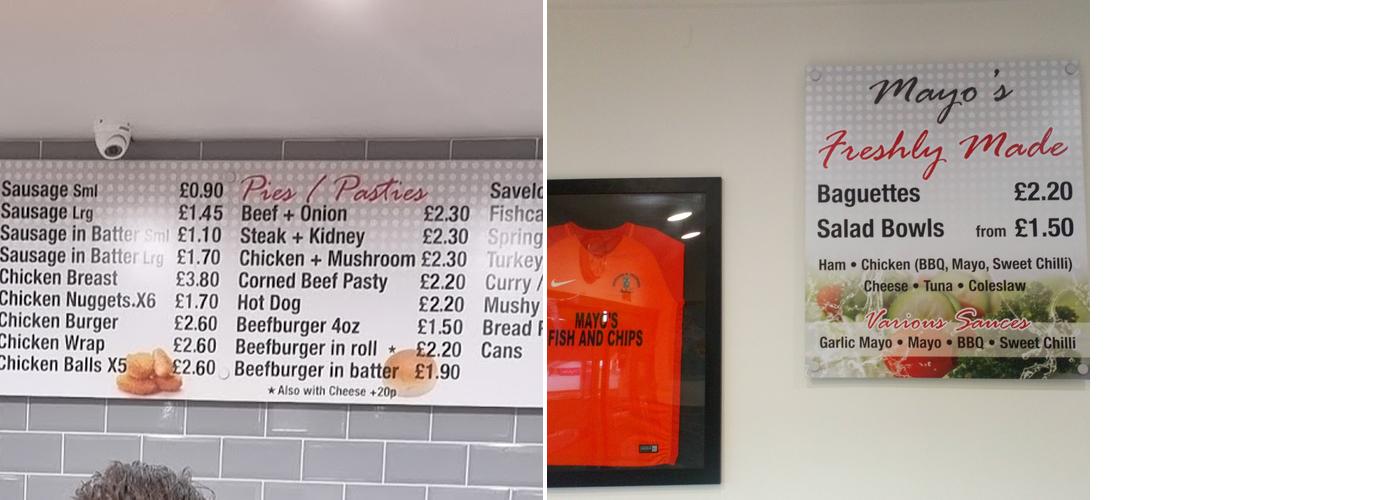 Sausage Sml £0.90
Sausage Lrg £1.45
Sausage in Batter Sml £1.10
Sausage in Batter Lrg £1.70
Chicken Breast £3.80
Chicken Nuggets.X6 £1.70
Chicken Burger £2.60
Chicken Wrap £2.60
Chicken Balls X5 £2.60
Pies / Pasties
Beef + Onion £2.30
Steak + Kidney £2.30
Chicken + Mushroom £2.30
Corned Beef Pasty £2.20
Hot Dog £2.20
Beefburger 4oz £1.50
Beefburger in roll ★ £2.20
Beefburger in batter £1.90
★ Also with Cheese +20p
Spring
Turkey
Curry /
Mushy
Bread
Cans
MAYO'S
FISH AND CHIPS
Mayo's
Freshly Made
Baguettes £2.20
Salad Bowls from £1.50
Ham • Chicken (BBQ, Mayo, Sweet Chilli)
Cheese • Tuna • Coleslaw
Various Sauces
Garlic Mayo • Mayo • BBQ • Sweet Chilli